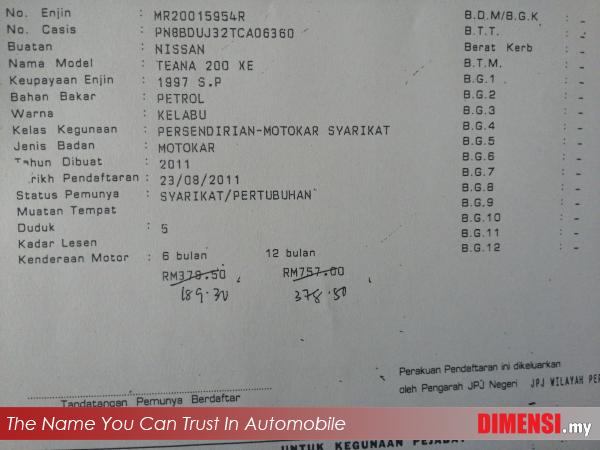 No. Enjin : MR20015954R
No. Casis : PN8BDUJ32TCA06360
Buatan : NISSAN
Nama Model : TEANA 200 XE
Keupayaan Enjin : 1997 S.P
Bahan Bakar : PETROL
Warna : KELABU
Kelas Kegunaan : PERSENDIRIAN-MOTOKAR SYARIKAT
Jenis Badan : MOTOKAR
Tahun Dibuat : 2011
rikh Pendaftaran : 23/08/2011
Status Pemunya : SYARIKAT/PERTUBUHAN
Muatan Tempat
Duduk : 5
Kadar Lesen
Kenderaan Motor : 6 bulan 12 bulan
RM379.50 RM757.00
189.30 378.50
B.D.M/B.G.K : -
B.T.T. : -
Berat Kerb : -
B.T.M. : -
B.G.1 : -
B.G.2 : -
B.G.3 : -
B.G.4 : -
B.G.5 : -
B.G.6 : -
B.G.7 : -
B.G.8 : -
B.G.9 : -
B.G.10 : -
B.G.11 : -
B.G.12 : -
Perakuan Pendaftaran ini dikeluarkan
oleh Pengarah JPJ Negeri JPJ WILAYAH PER
Tandatangan Pemunya Berdaftar
The Name You Can Trust In Automobile
DIMENSI.my
UNTUK KEGUNAAN PEJABAT